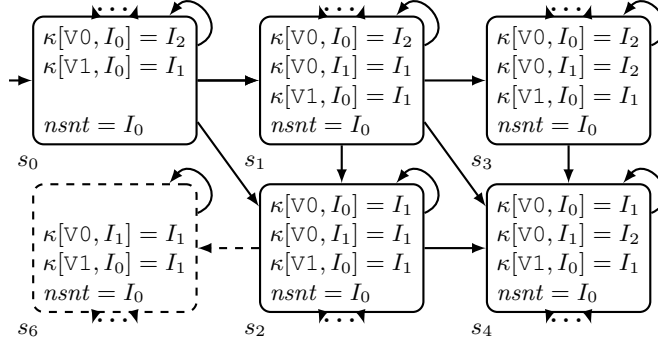 κ[V0, I₀] = I₂
κ[V1, I₀] = I₁
nsnt = I₀
s₀
κ[V0, I₀] = I₂
κ[V0, I₁] = I₁
κ[V1, I₀] = I₁
nsnt = I₀
s₁
κ[V0, I₀] = I₂
κ[V0, I₁] = I₂
κ[V1, I₀] = I₁
nsnt = I₀
s₃
κ[V0, I₁] = I₁
κ[V1, I₀] = I₁
nsnt = I₀
s₆
κ[V0, I₀] = I₁
κ[V0, I₁] = I₁
κ[V1, I₀] = I₁
nsnt = I₀
s₂
κ[V0, I₀] = I₁
κ[V0, I₁] = I₂
κ[V1, I₀] = I₁
nsnt = I₀
s₄